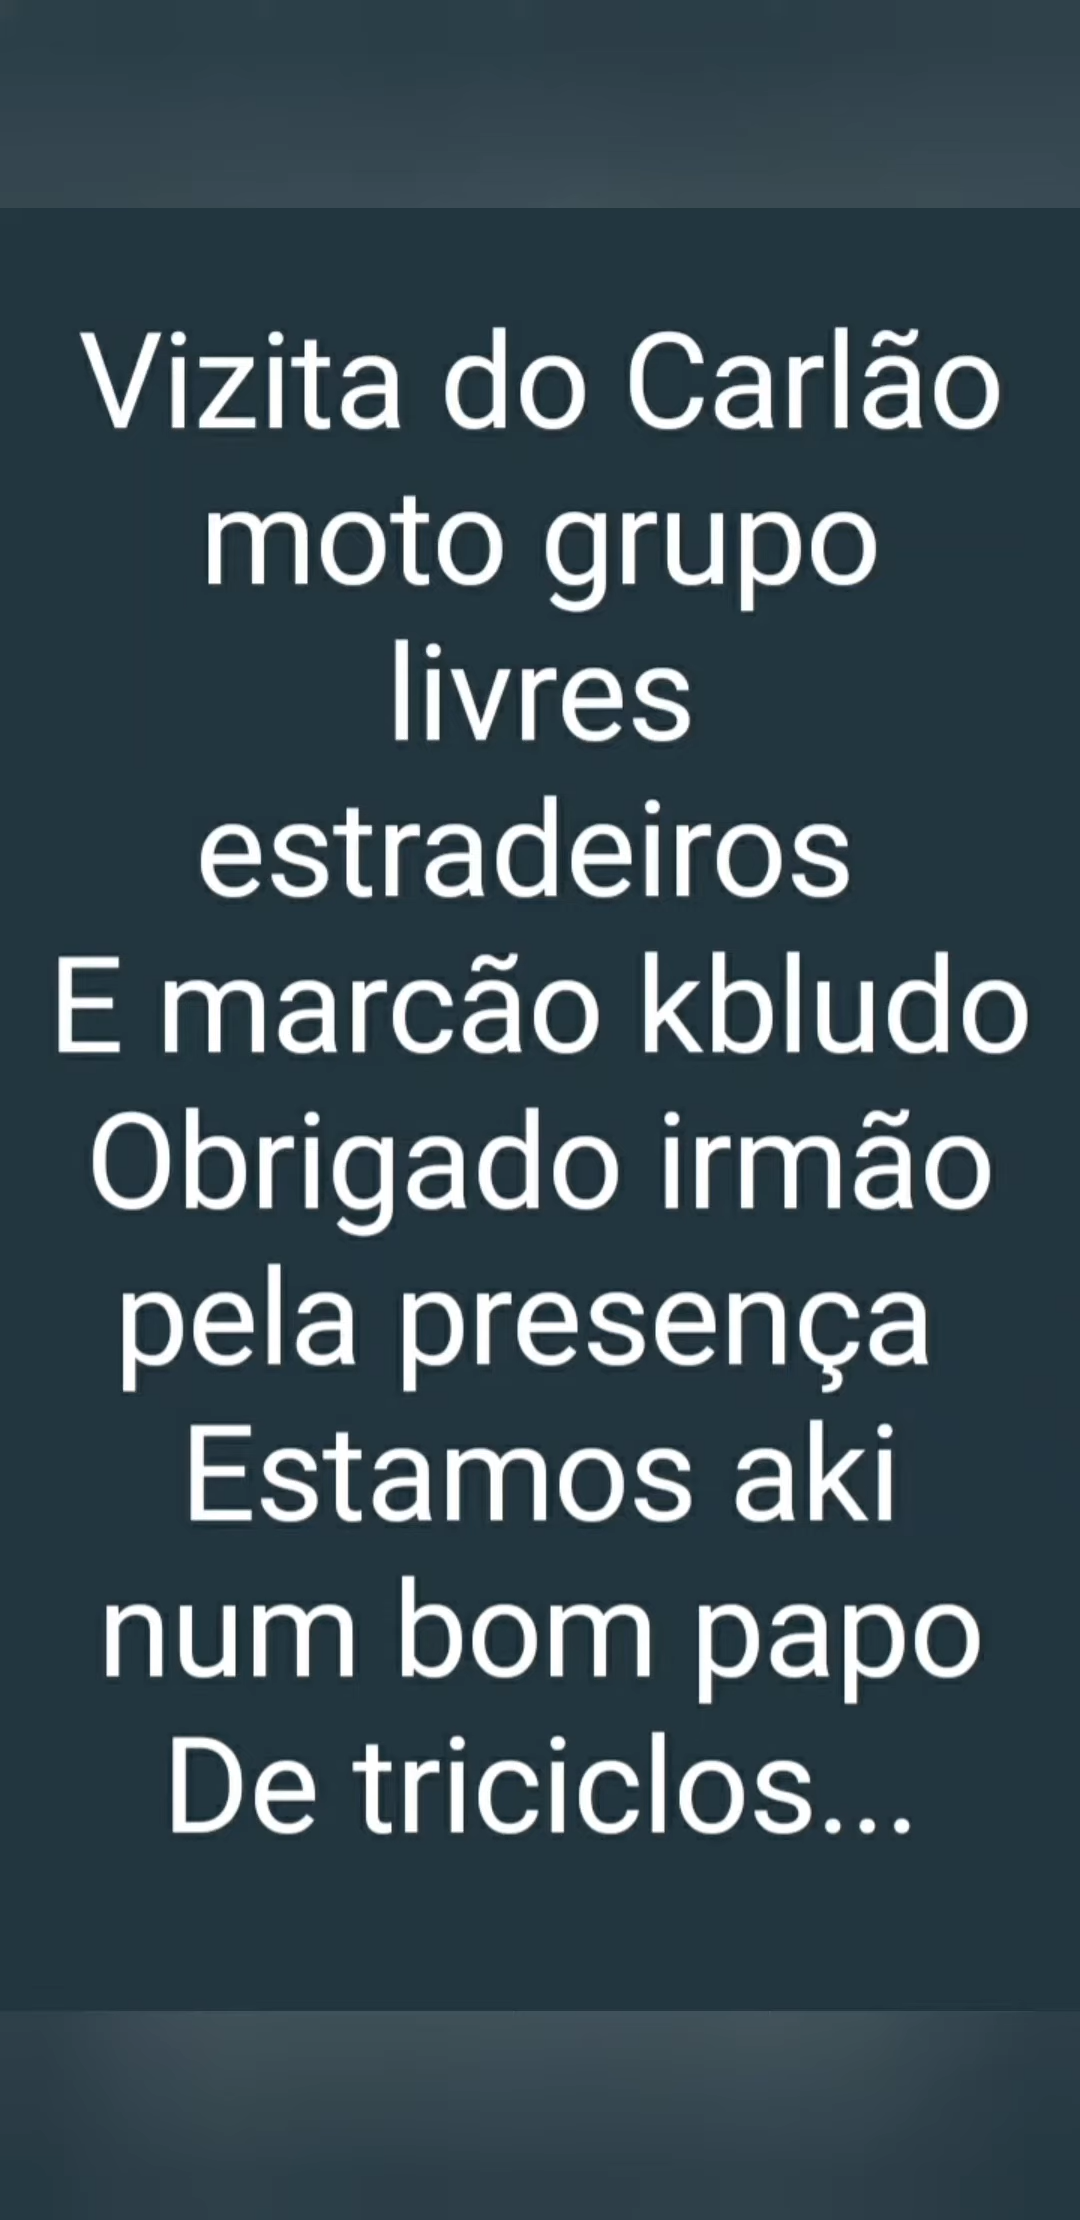 Vizita do Carlão
moto grupo
livres
estradeiros
E marcão kbludo
Obrigado irmão
pela presença
Estamos aki
num bom papo
De triciclos...